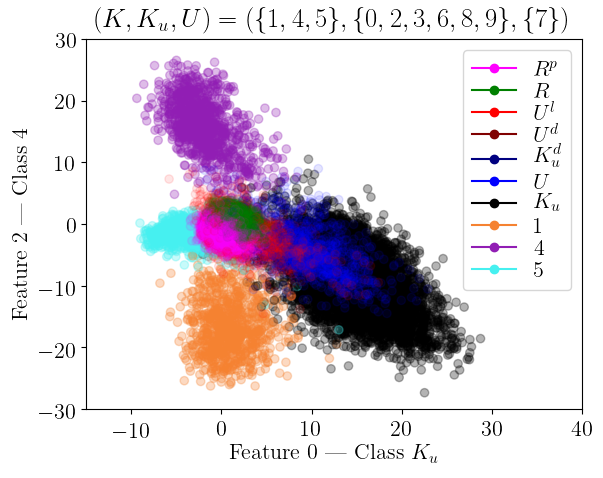 (K, K_u, U) = ({1, 4, 5}, {0, 2, 3, 6, 8, 9}, {7})
30
20
10
0
−10
−20
−30
Feature 2 — Class 4
R^p
R
U^l
U^d
K_u^d
U
K_u
1
4
5
−10 0 10 20 30 40
Feature 0 — Class K_u